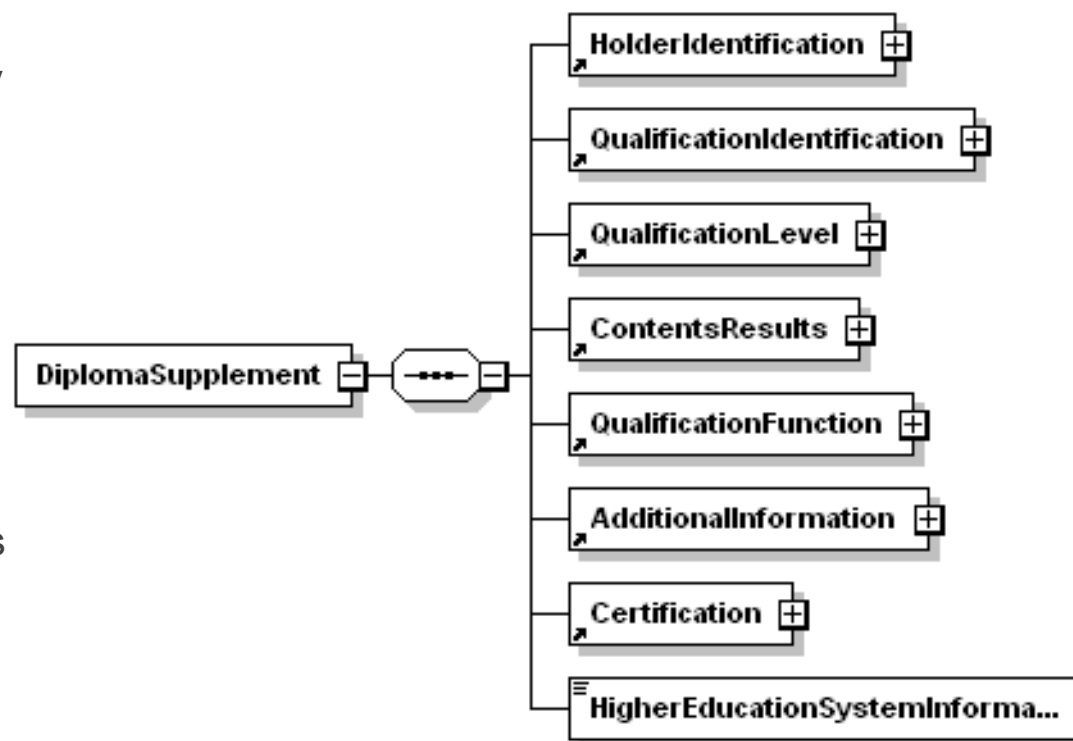 HolderIdentification
QualificationIdentification
QualificationLevel
ContentsResults
DiplomaSupplement
QualificationFunction
AdditionalInformation
Certification
HigherEducationSystemInforma...